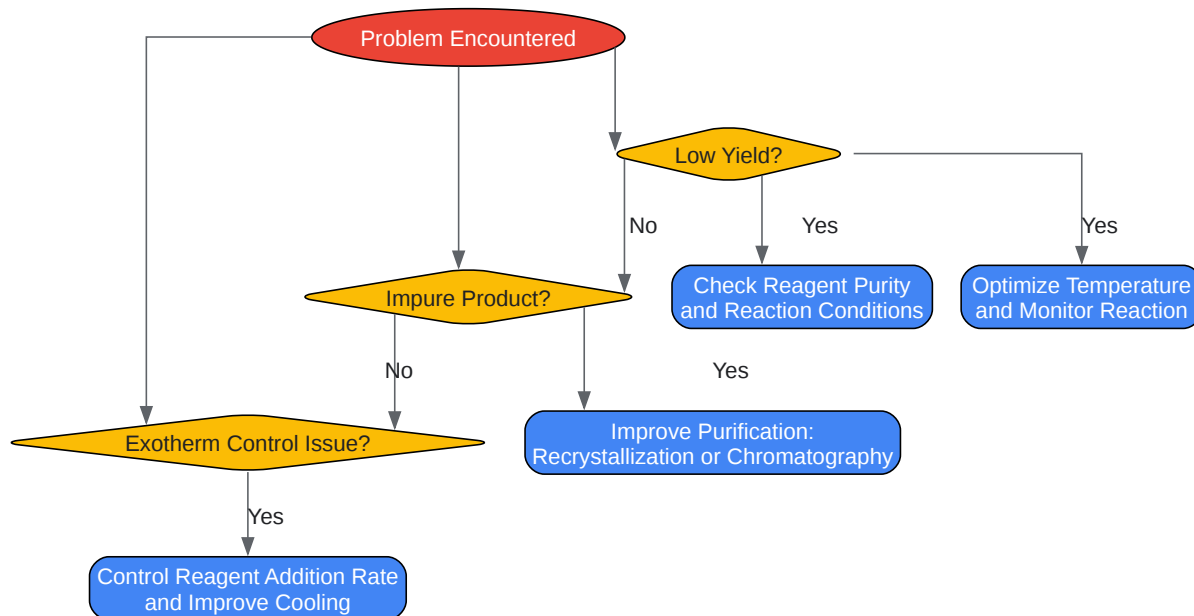 Problem Encountered
Low Yield?
No
Yes
Yes
Check Reagent Purity
and Reaction Conditions
Optimize Temperature
and Monitor Reaction
Impure Product?
No
Yes
Improve Purification:
Recrystallization or Chromatography
Exotherm Control Issue?
Yes
Control Reagent Addition Rate
and Improve Cooling